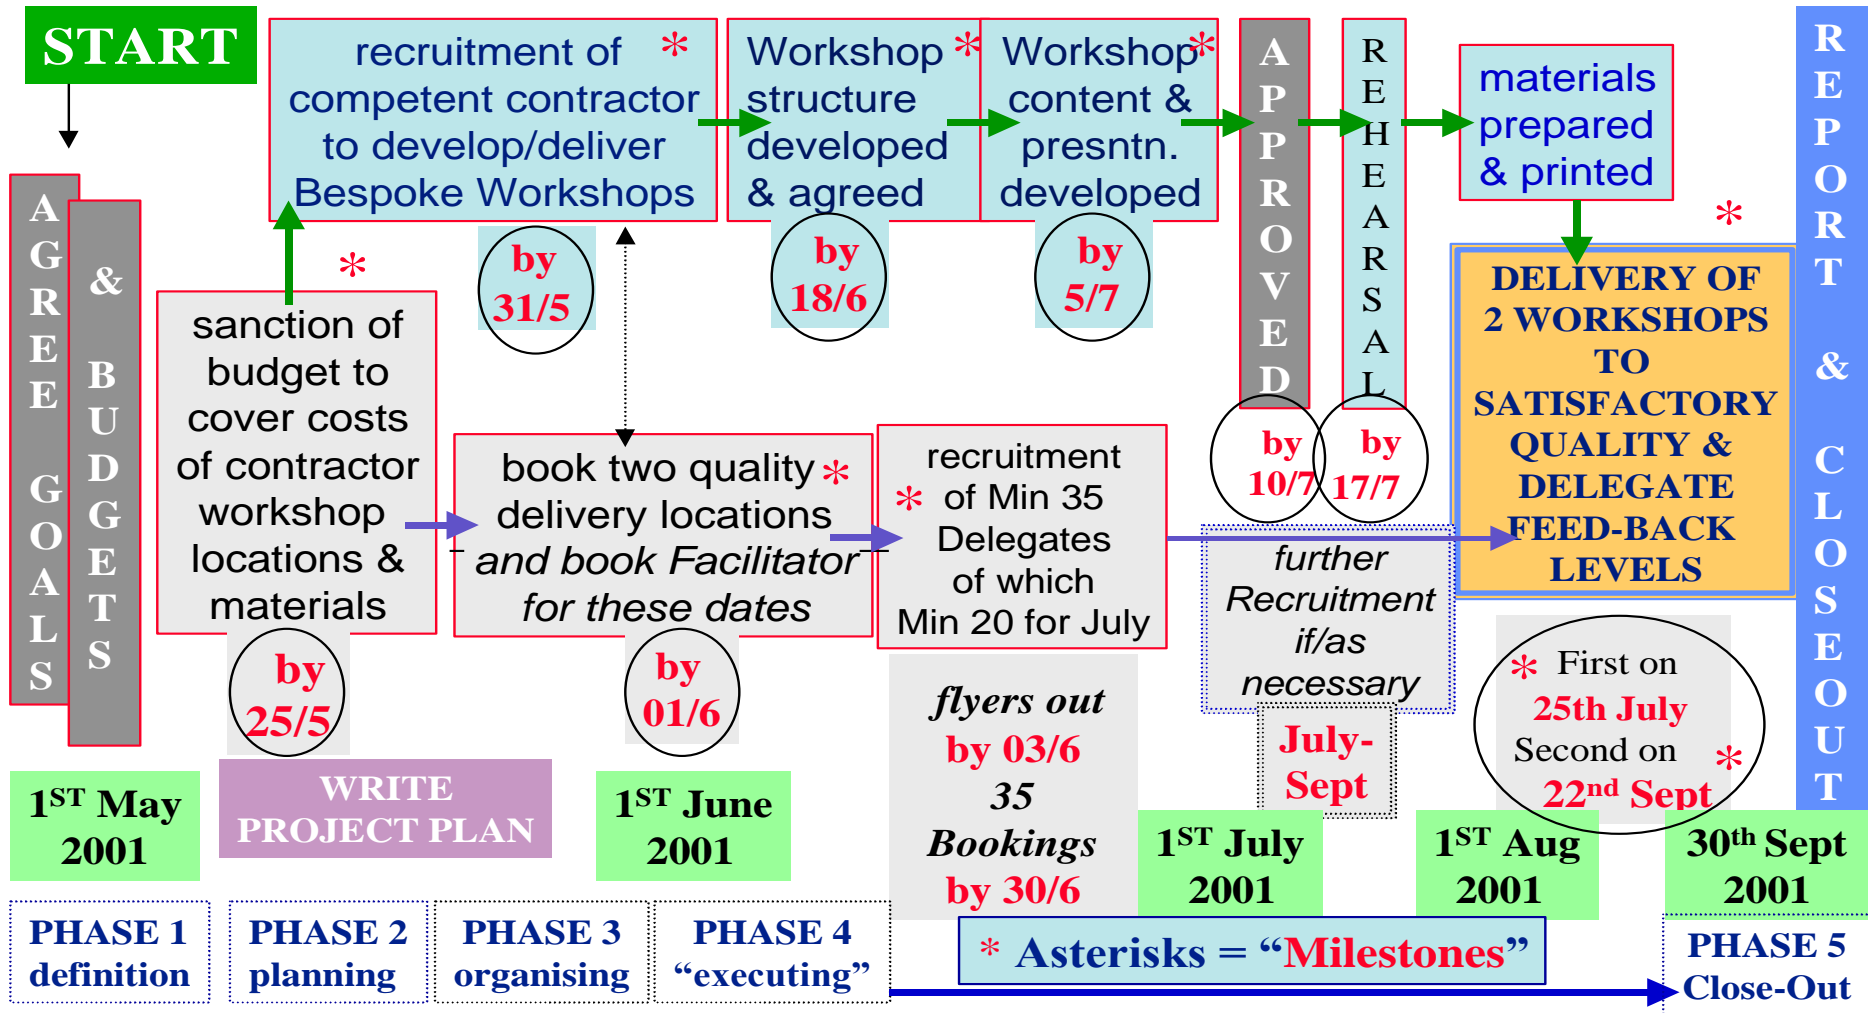 START
recruitment of *
competent contractor
to develop/deliver
Bespoke Workshops
by
31/5
Workshop *
structure
developed
& agreed
by
18/6
Workshop *
content &
presntn.
developed
by
5/7
APPROVED
by
10/7
REHEARSAL
by
17/7
materials
prepared
& printed
*
DELIVERY OF
2 WORKSHOPS
TO
SATISFACTORY
QUALITY &
DELEGATE
FEED-BACK
LEVELS
REPORT & CLOSEOUT
AGREE GOALS
& BUDGETS
*
sanction of
budget to
cover costs
of contractor
workshop
locations &
materials
by
25/5
book two quality *
delivery locations
and book Facilitator
for these dates
by
01/6
recruitment
* of Min 35
Delegates
of which
Min 20 for July
flyers out
by 03/6
35
Bookings
by 30/6
further
Recruitment
if/as
necessary
July-
Sept
* First on
25th July
Second on *
22nd Sept
1ST May
2001
WRITE
PROJECT PLAN
1ST June
2001
1ST July
2001
1ST Aug
2001
30th Sept
2001
PHASE 1
definition
PHASE 2
planning
PHASE 3
organising
PHASE 4
“executing”
* Asterisks = “Milestones”
PHASE 5
Close-Out